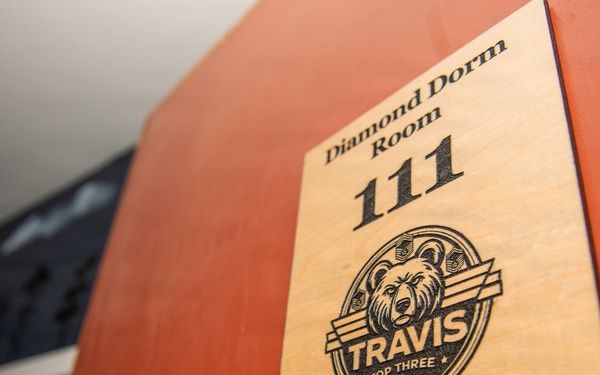 Diamond Dorm
Room
111
TRAVIS
TOP THREE